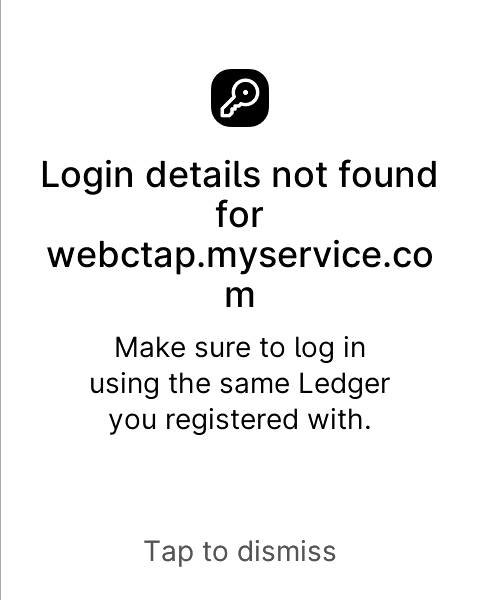 Login details not found
for
webctap.myservice.co
m
Make sure to log in
using the same Ledger
you registered with.
Tap to dismiss